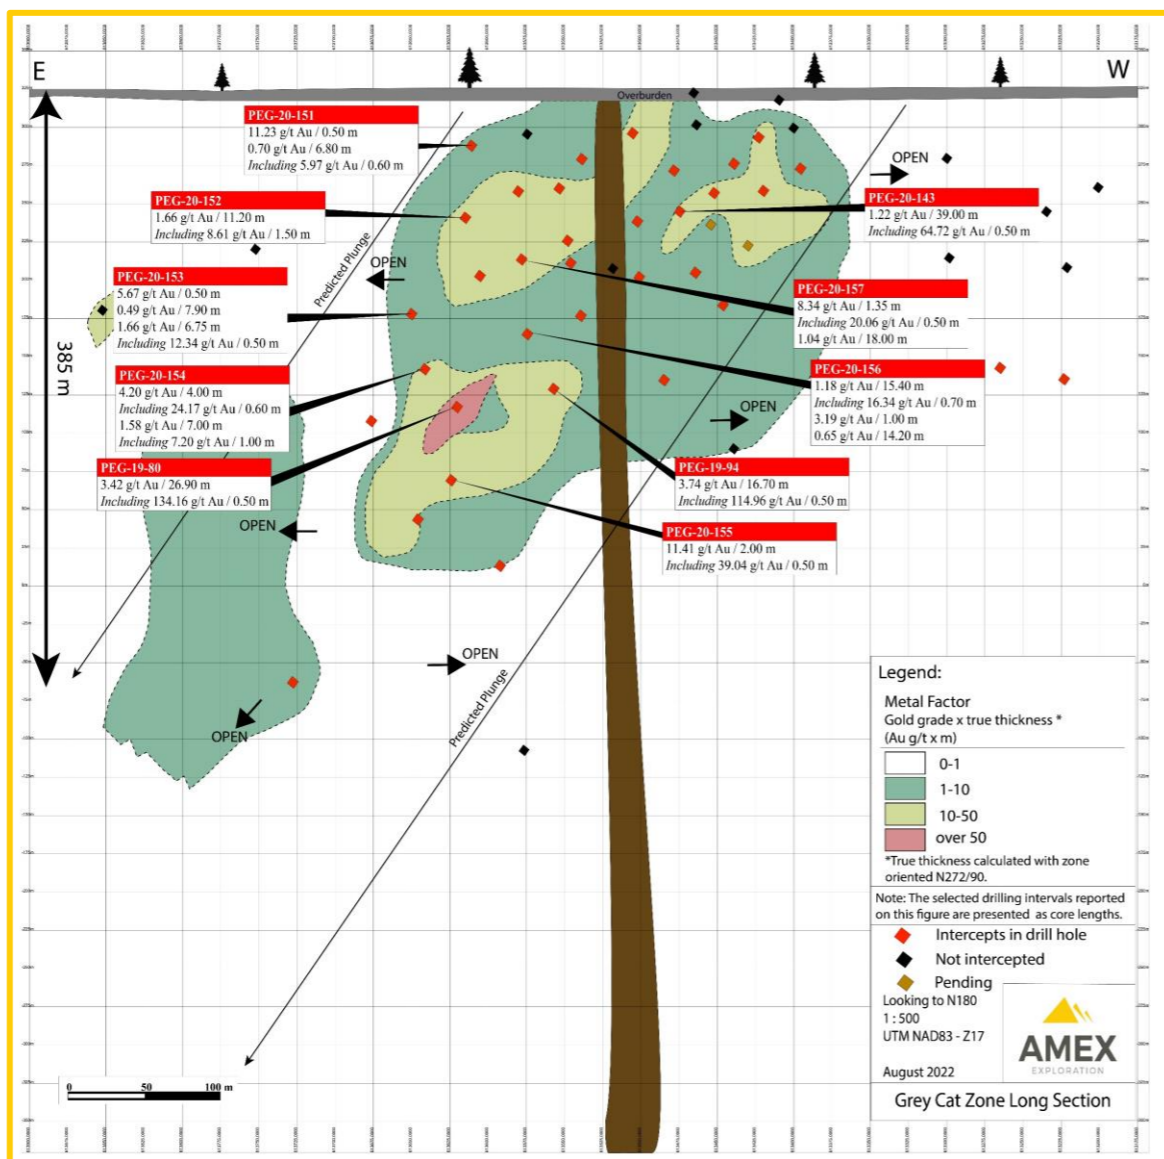 E
W
Overburden
PEG-20-151
11.23 g/t Au / 0.50 m
0.70 g/t Au / 6.80 m
Including 5.97 g/t Au / 0.60 m
OPEN
PEG-20-152
1.66 g/t Au / 11.20 m
Including 8.61 g/t Au / 1.50 m
PEG-20-143
1.22 g/t Au / 39.00 m
Including 64.72 g/t Au / 0.50 m
Predicted Plunge
OPEN
PEG-20-153
5.67 g/t Au / 0.50 m
0.49 g/t Au / 7.90 m
1.66 g/t Au / 6.75 m
Including 12.34 g/t Au / 0.50 m
PEG-20-157
8.34 g/t Au / 1.35 m
Including 20.06 g/t Au / 0.50 m
1.04 g/t Au / 18.00 m
385 m
PEG-20-154
4.20 g/t Au / 4.00 m
Including 24.17 g/t Au / 0.60 m
1.58 g/t Au / 7.00 m
Including 7.20 g/t Au / 1.00 m
PEG-20-156
1.18 g/t Au / 15.40 m
Including 16.34 g/t Au / 0.70 m
3.19 g/t Au / 1.00 m
0.65 g/t Au / 14.20 m
OPEN
PEG-19-80
3.42 g/t Au / 26.90 m
Including 134.16 g/t Au / 0.50 m
PEG-19-94
3.74 g/t Au / 16.70 m
Including 114.96 g/t Au / 0.50 m
OPEN
PEG-20-155
11.41 g/t Au / 2.00 m
Including 39.04 g/t Au / 0.50 m
OPEN
Predicted Plunge
OPEN
Legend:
Metal Factor
Gold grade x true thickness *
(Au g/t x m)
0-1
1-10
10-50
over 50
*True thickness calculated with zone
oriented N272/90.
Note: The selected drilling intervals reported
on this figure are presented as core lengths.
Intercepts in drill hole
Not intercepted
Pending
Looking to N180
1 : 500
UTM NAD83 - Z17
August 2022
AMEX
EXPLORATION
Grey Cat Zone Long Section
0 50 100 m